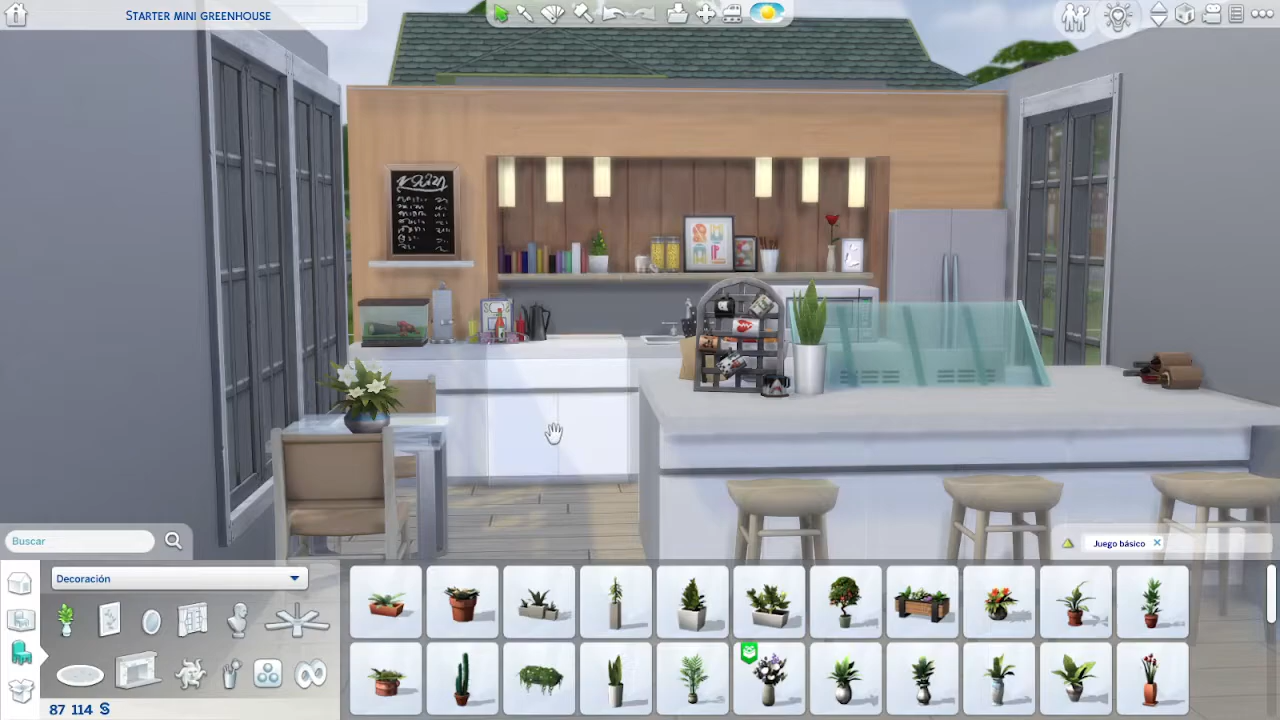 STARTER MINI GREENHOUSE
Buscar
Juego básico
Decoración
87 114 $